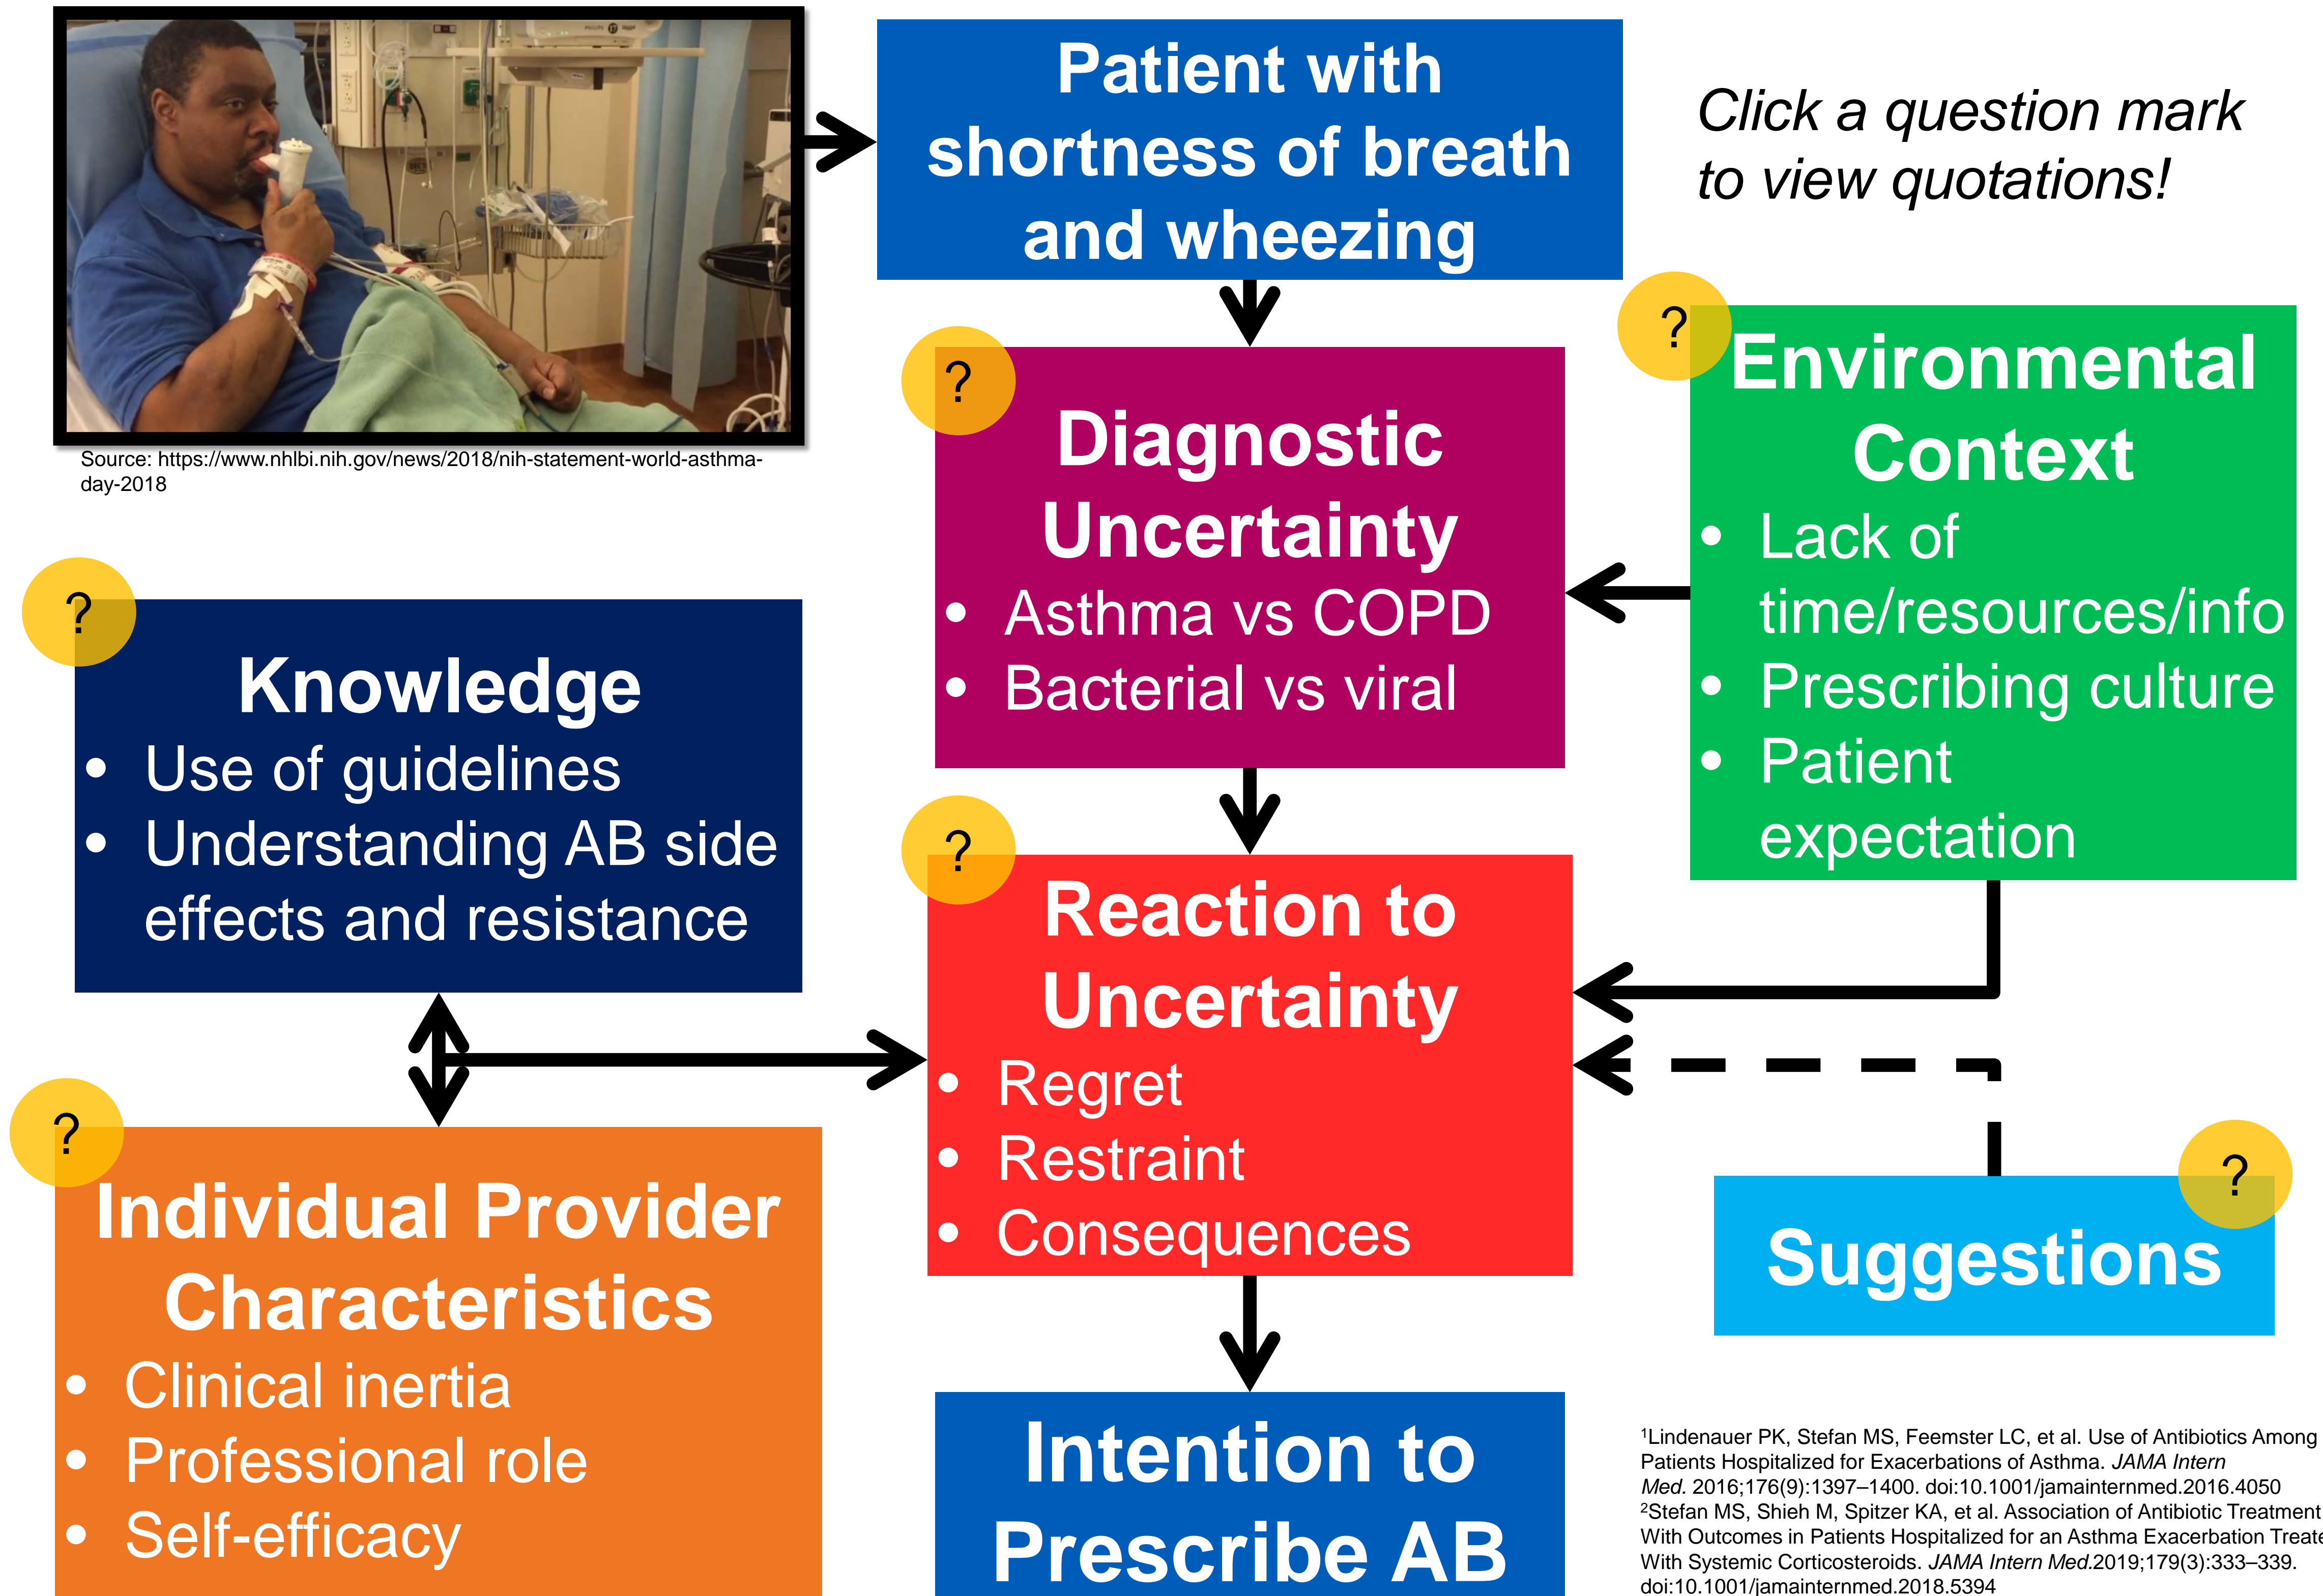 Patient with
shortness of breath
and wheezing
Click a question mark
to view quotations!
Source: https://www.nhlbi.nih.gov/news/2018/nih-statement-world-asthma-
day-2018
?
Diagnostic
Uncertainty
• Asthma vs COPD
• Bacterial vs viral
?
Environmental
Context
• Lack of
time/resources/info
• Prescribing culture
• Patient
expectation
?
Knowledge
• Use of guidelines
• Understanding AB side
effects and resistance
?
Reaction to
Uncertainty
• Regret
• Restraint
• Consequences
?
Individual Provider
Characteristics
• Clinical inertia
• Professional role
• Self-efficacy
?
Suggestions
Intention to
Prescribe AB
¹Lindenauer PK, Stefan MS, Feemster LC, et al. Use of Antibiotics Among
Patients Hospitalized for Exacerbations of Asthma. JAMA Intern
Med. 2016;176(9):1397–1400. doi:10.1001/jamainternmed.2016.4050
²Stefan MS, Shieh M, Spitzer KA, et al. Association of Antibiotic Treatment
With Outcomes in Patients Hospitalized for an Asthma Exacerbation Treate
With Systemic Corticosteroids. JAMA Intern Med.2019;179(3):333–339.
doi:10.1001/jamainternmed.2018.5394